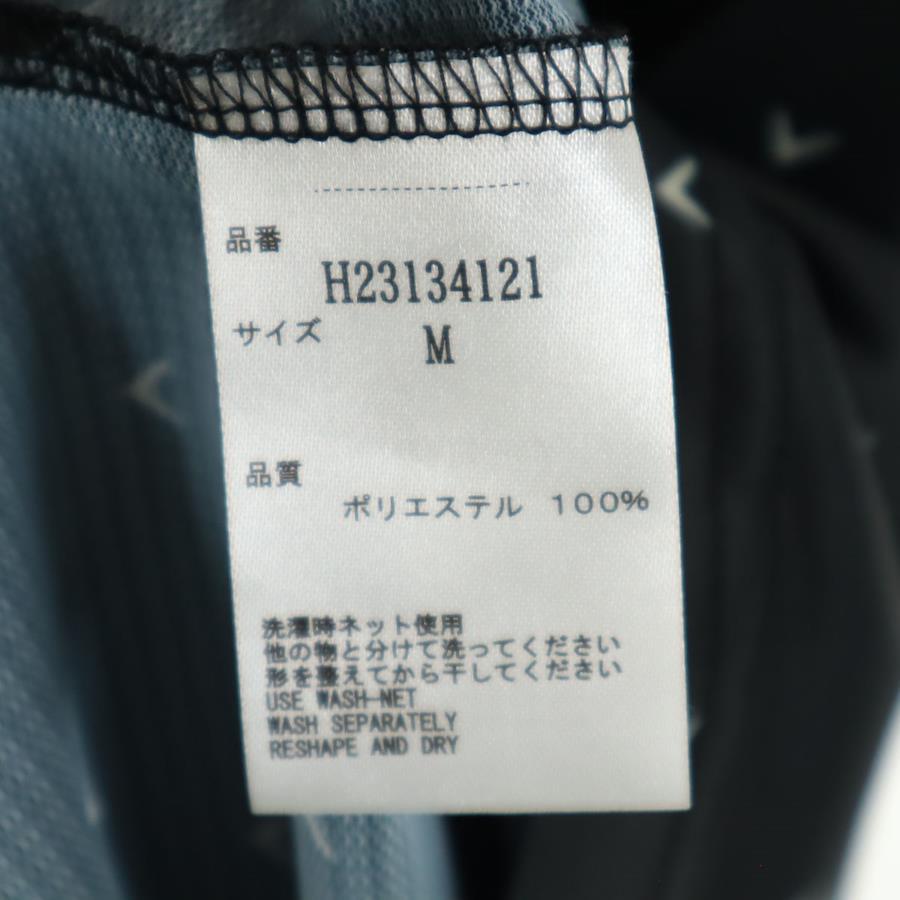 品番
H23134121
サイズ
M
品質
ポリエステル 100%
洗濯時ネット使用
他の物と分けて洗ってください
形を整えてから干してください
USE WASH-NET
WASH SEPARATELY
RESHAPE AND DRY